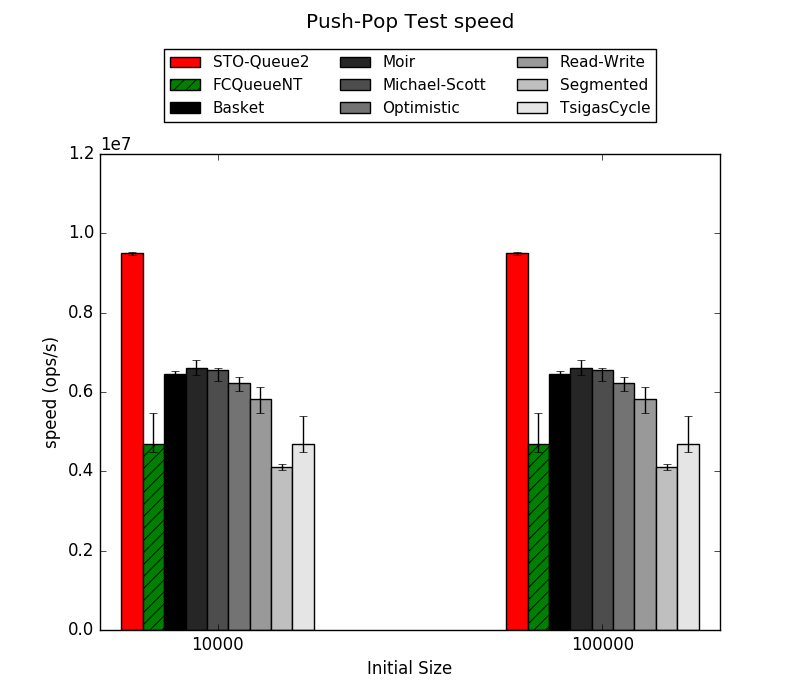 Push-Pop Test speed
STO-Queue2 Moir Read-Write
FCQueueNT Michael-Scott Segmented
Basket Optimistic TsigasCycle
1e7
1.2
1.0
0.8
0.6
0.4
0.2
0.0
speed (ops/s)
10000 100000
Initial Size